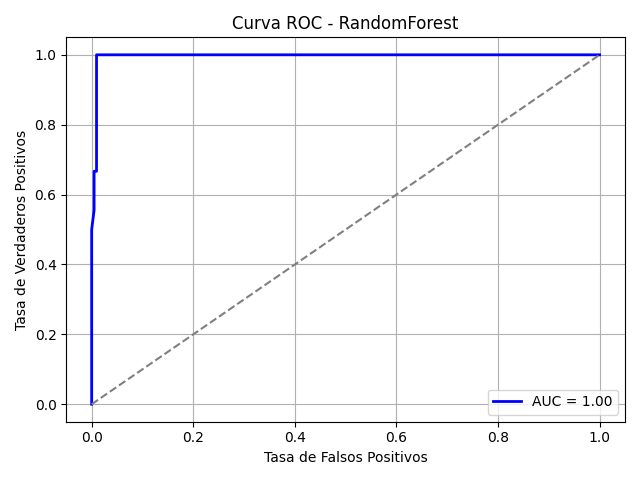 Curva ROC - RandomForest
Tasa de Verdaderos Positivos
1.0
0.8
0.6
0.4
0.2
0.0
AUC = 1.00
0.0 0.2 0.4 0.6 0.8 1.0
Tasa de Falsos Positivos